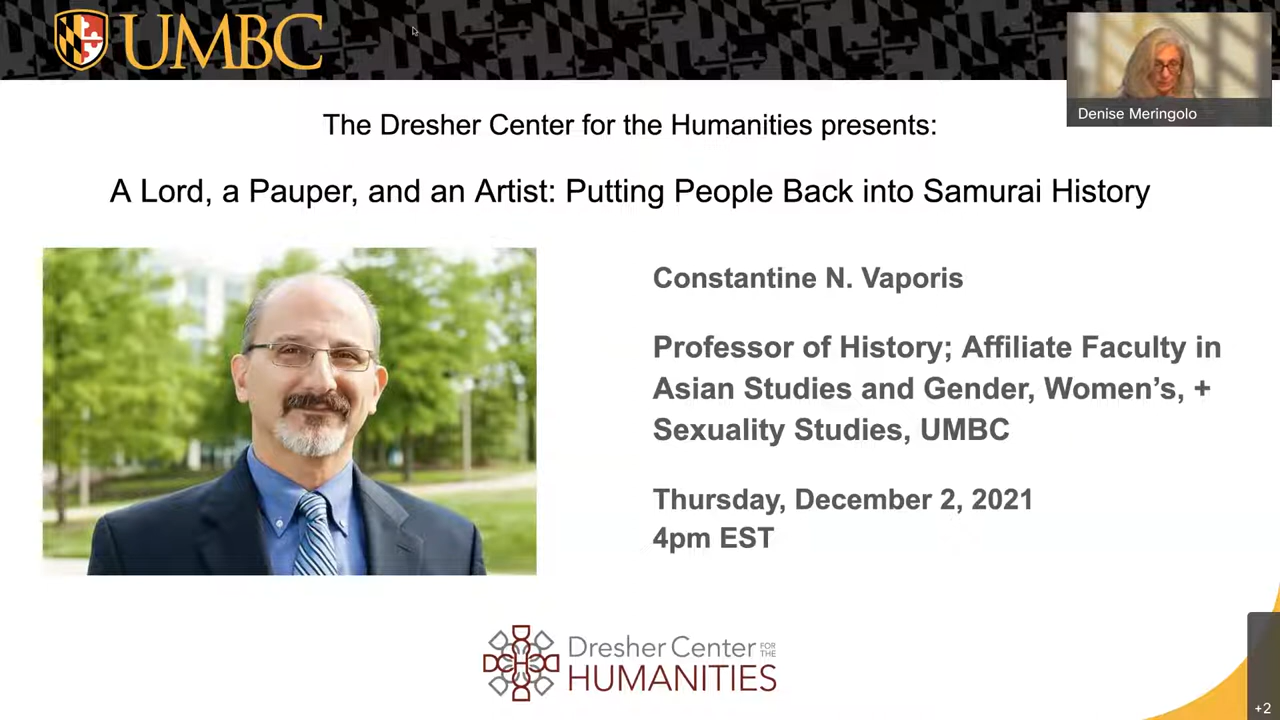 UMBC
Denise Meringolo
The Dresher Center for the Humanities presents:
A Lord, a Pauper, and an Artist: Putting People Back into Samurai History
Constantine N. Vaporis
Professor of History; Affiliate Faculty in
Asian Studies and Gender, Women’s, +
Sexuality Studies, UMBC
Thursday, December 2, 2021
4pm EST
Dresher Center FOR THE
HUMANITIES
+2